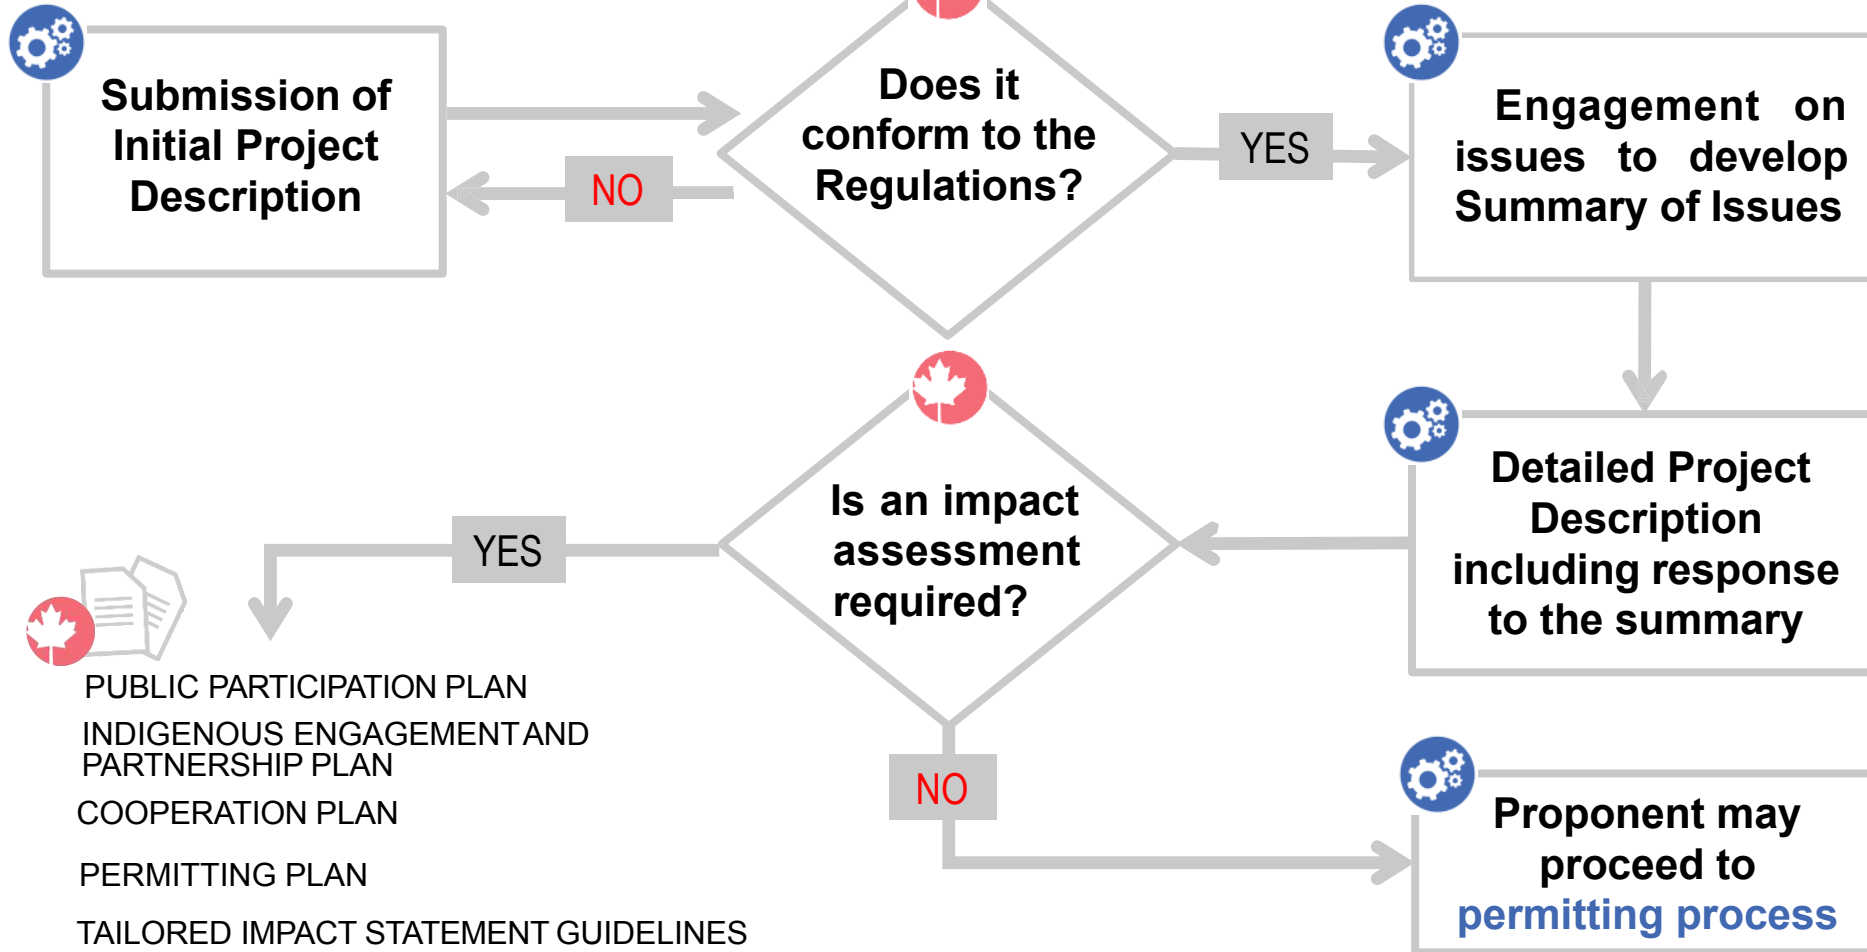 Submission of
Initial Project
Description
NO
Does it
conform to the
Regulations?
YES
Engagement on
issues to develop
Summary of Issues
Detailed Project
Description
including response
to the summary
Is an impact
assessment
required?
YES
PUBLIC PARTICIPATION PLAN
INDIGENOUS ENGAGEMENT AND
PARTNERSHIP PLAN
COOPERATION PLAN
PERMITTING PLAN
TAILORED IMPACT STATEMENT GUIDELINES
NO
Proponent may
proceed to
permitting process